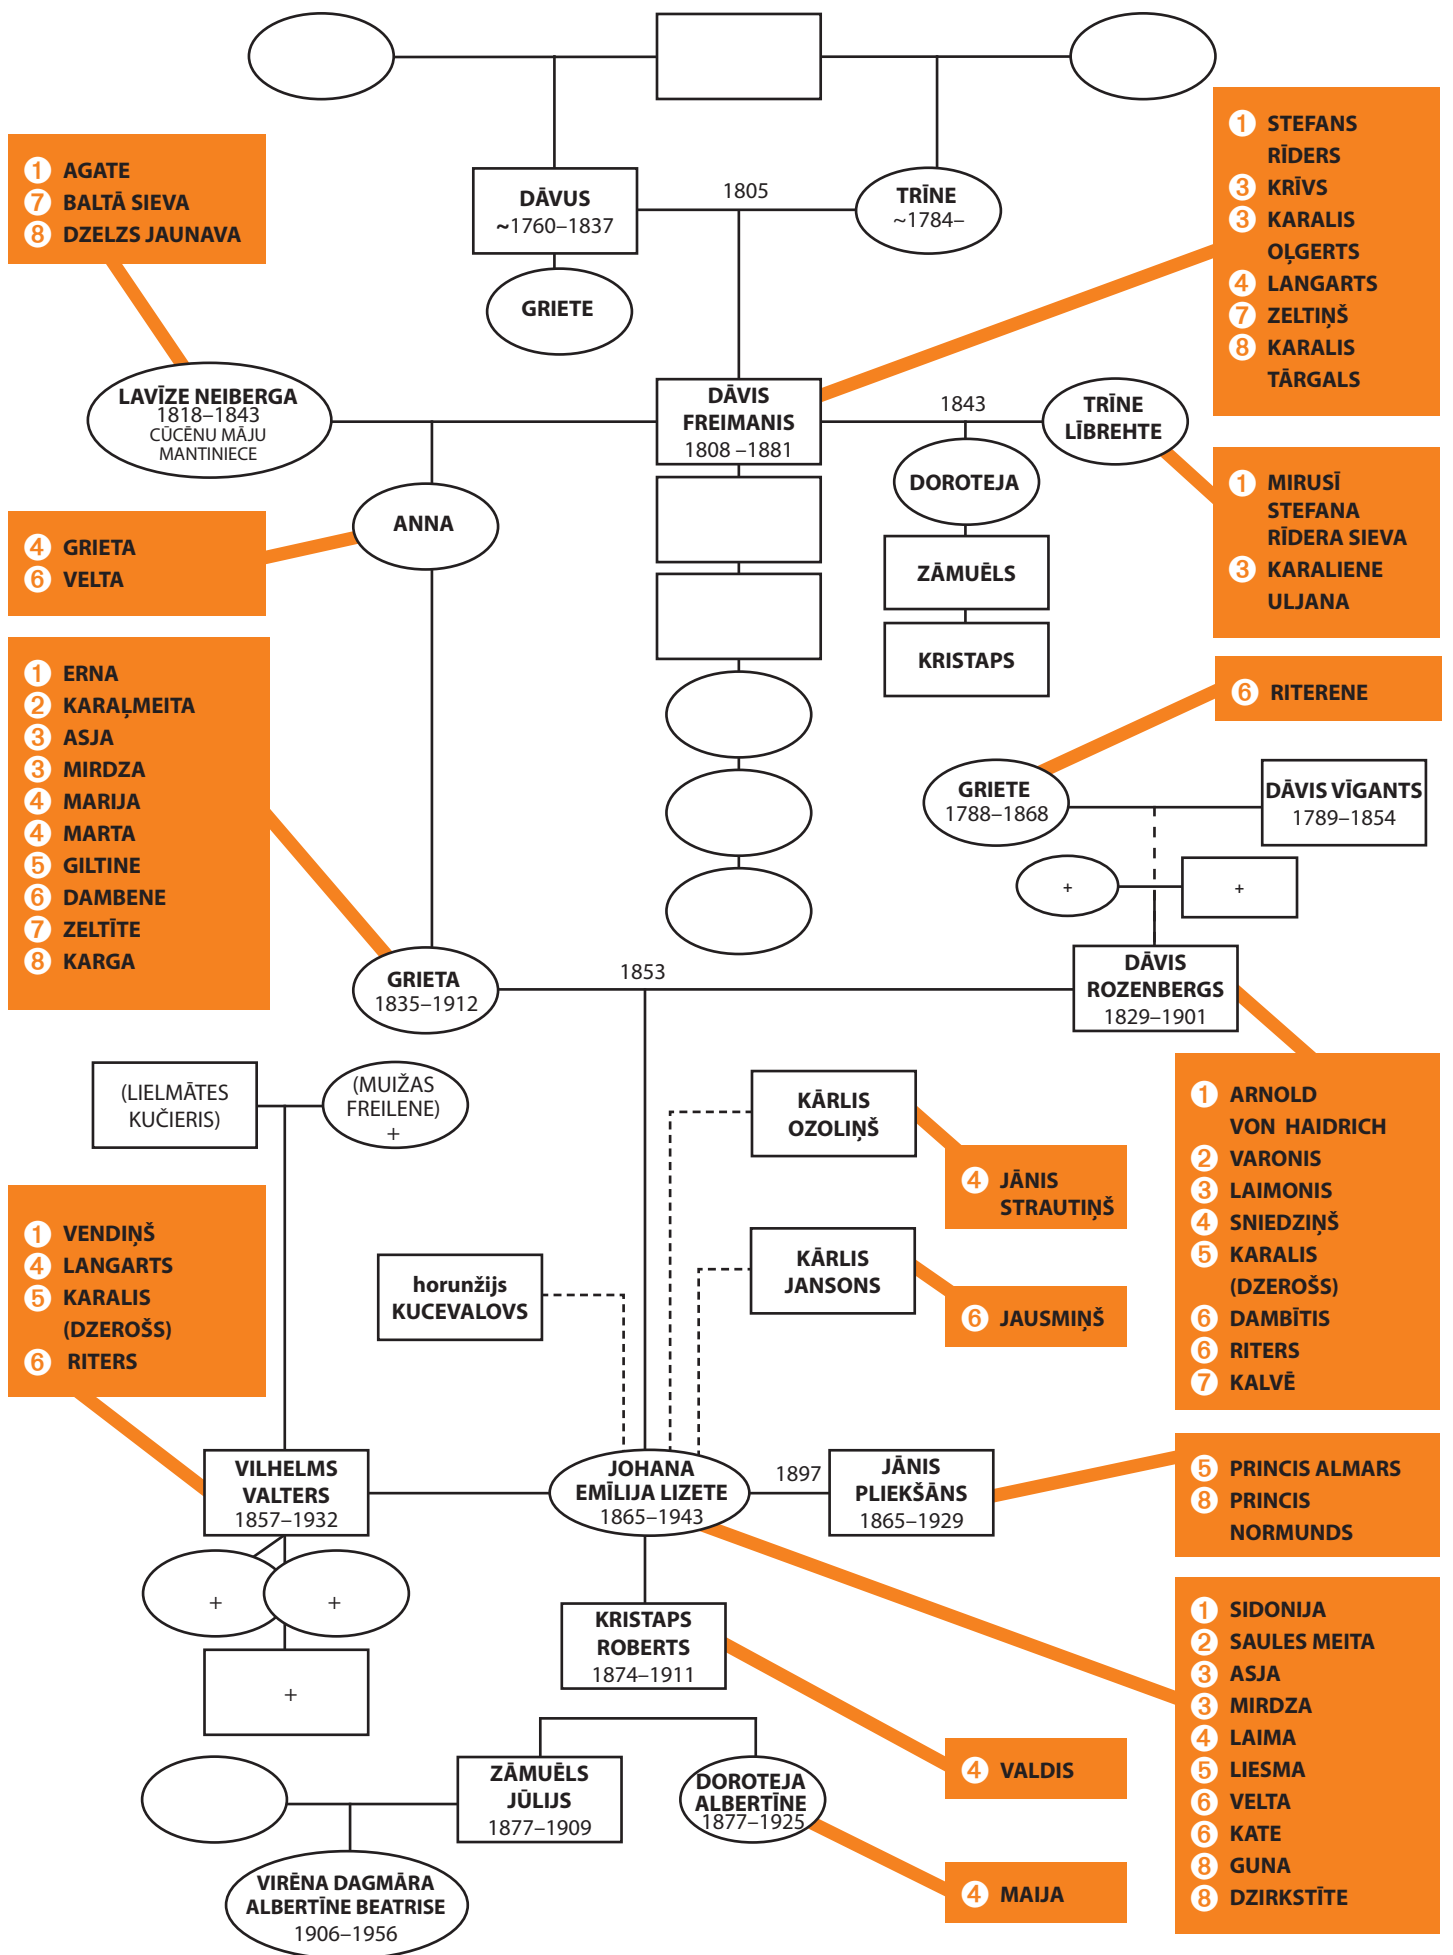 1 AGATE
7 BALTĀ SIEVA
8 DZELZS JAUNAVA
DĀVUS
~1760–1837
1805
TRĪNE
~1784–
GRIETE
1 STEFANS
RĪDERS
3 KRĪVS
3 KARALIS
OĻGERTS
4 LANGARTS
7 ZELTIŅŠ
8 KARALIS
TĀRGALS
LAVĪZE NEIBERGA
1818–1843
CŪCĒNU MĀJU
MANTINIECE
DĀVIS
FREIMANIS
1808 –1881
1843
TRĪNE
LĪBREHTE
DOROTEJA
ZĀMUĒLS
KRISTAPS
1 MIRUSĪ
STEFANA
RĪDERA SIEVA
3 KARALIENE
ULJANA
ANNA
4 GRIETA
6 VELTA
1 ERNA
2 KARAĻMEITA
3 ASJA
3 MIRDZA
4 MARIJA
4 MARTA
5 GILTINE
6 DAMBENE
7 ZELTĪTE
8 KARGA
6 RITERENE
GRIETE
1788–1868
DĀVIS VĪGANTS
1789–1854
+
+
GRIETA
1835–1912
1853
DĀVIS
ROZENBERGS
1829–1901
(LIELMĀTES
KUČIERIS)
(MUIŽAS
FREILENE)
+
KĀRLIS
OZOLIŅŠ
4 JĀNIS
STRAUTIŅŠ
KĀRLIS
JANSONS
6 JAUSMIŅŠ
horunžijs
KUCEVALOVS
1 ARNOLD
VON HAIDRICH
2 VARONIS
3 LAIMONIS
4 SNIEDZIŅŠ
5 KARALIS
(DZEROŠS)
6 DAMBĪTIS
6 RITERS
7 KALVĒ
1 VENDIŅŠ
4 LANGARTS
5 KARALIS
(DZEROŠS)
6 RITERS
VILHELMS
VALTERS
1857–1932
JOHANA
EMĪLIJA LIZETE
1865–1943
1897
JĀNIS
PLIEKŠĀNS
1865–1929
5 PRINCIS ALMARS
8 PRINCIS
NORMUNDS
+
+
+
KRISTAPS
ROBERTS
1874–1911
4 VALDIS
1 SIDONIJA
2 SAULES MEITA
3 ASJA
3 MIRDZA
4 LAIMA
5 LIESMA
6 VELTA
6 KATE
8 GUNA
8 DZIRKSTĪTE
ZĀMUĒLS
JŪLIJS
1877–1909
DOROTEJA
ALBERTĪNE
1877–1925
4 MAIJA
VIRĒNA DAGMĀRA
ALBERTĪNE BEATRISE
1906–1956